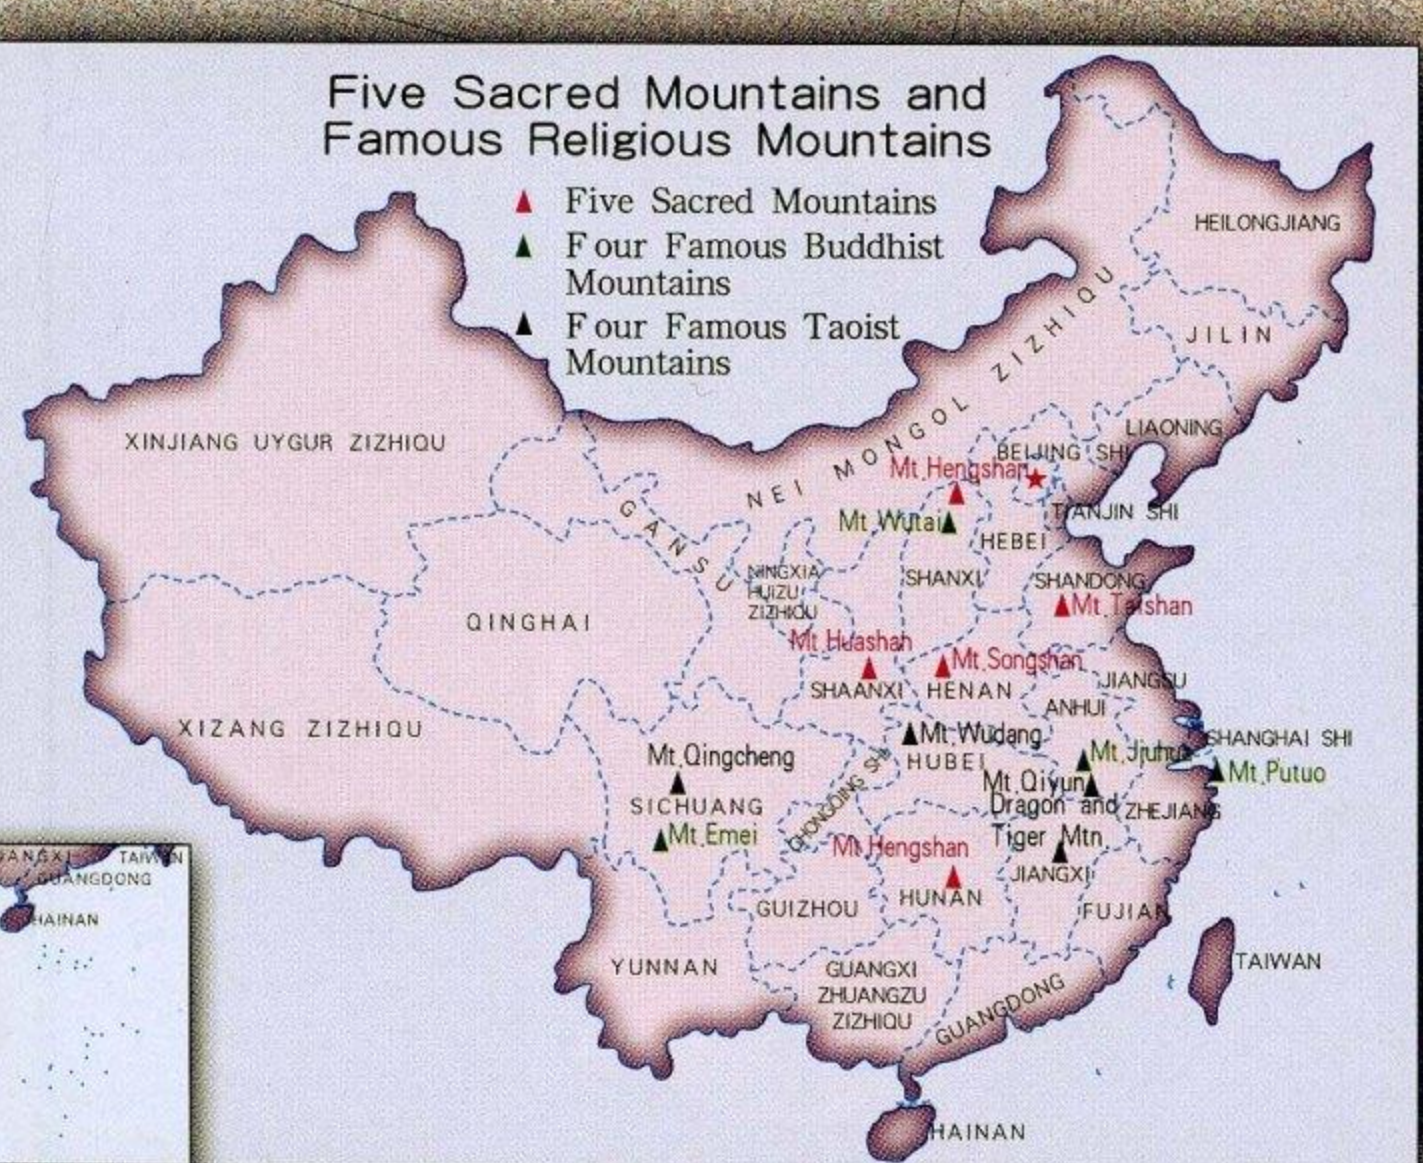 Five Sacred Mountains and
Famous Religious Mountains
Five Sacred Mountains
Four Famous Buddhist
Mountains
Four Famous Taoist
Mountains
HEILONGJIANG
JILIN
LIAONING
NEI MONGOL ZIZHIQU
XINJIANG UYGUR ZIZHIQU
BEIJING SHI
Mt.Hengshan
TIANJIN SHI
GANSU
Mt.Wutai
HEBEI
NINGXIA
HUIZU
ZIZHIQU
SHANXI
SHANDONG
Mt.Taishan
QINGHAI
Mt.Huashan
Mt.Songshan
SHAANXI
HENAN
JIANGSU
ANHUI
XIZANG ZIZHIQU
Mt.Wudang
SHANGHAI SHI
Mt.Qingcheng
HUBEI
Mt.Jiuhua
Mt.Putuo
CHONGQING SHI
Mt.Qiyun
SICHUANG
Dragon and
Tiger Mtn.
ZHEJIANG
Mt.Emei
Mt.Hengshan
JIANGXI
HUNAN
GUIZHOU
FUJIAN
YUNNAN
GUANGXI
ZHUANGZU
ZIZHIQU
GUANGDONG
TAIWAN
HAINAN
ANGXI
TAIWAN
GUANGDONG
HAINAN